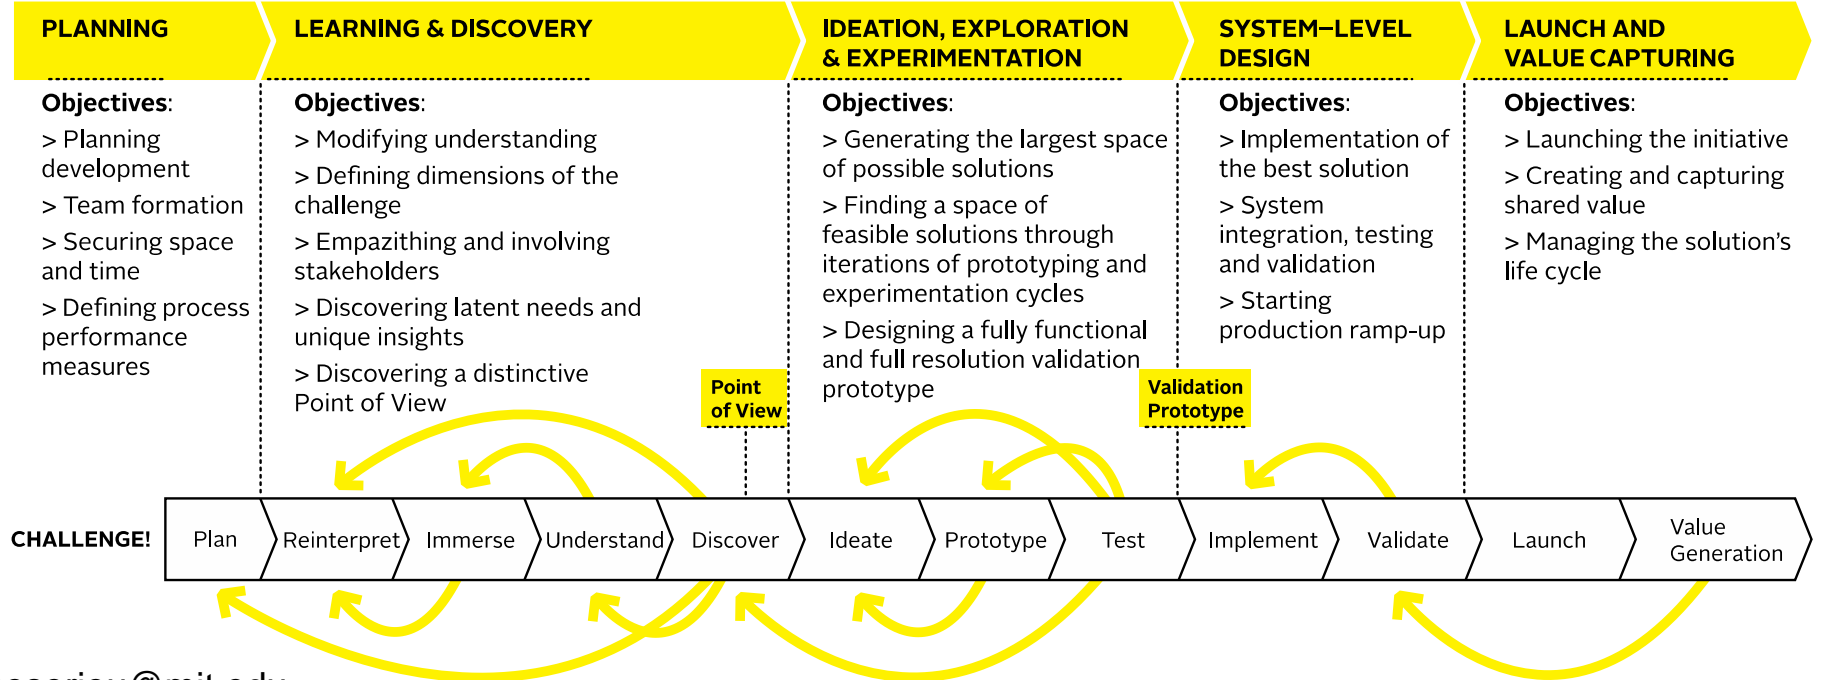 PLANNING
Objectives:
> Planning
development
> Team formation
> Securing space
and time
> Defining process
performance
measures
LEARNING & DISCOVERY
Objectives:
> Modifying understanding
> Defining dimensions of the
challenge
> Empazithing and involving
stakeholders
> Discovering latent needs and
unique insights
> Discovering a distinctive
Point of View
Point
of View
IDEATION, EXPLORATION
& EXPERIMENTATION
Objectives:
> Generating the largest space
of possible solutions
> Finding a space of
feasible solutions through
iterations of prototyping and
experimentation cycles
> Designing a fully functional
and full resolution validation
prototype
Validation
Prototype
SYSTEM–LEVEL
DESIGN
Objectives:
> Implementation of
the best solution
> System
integration, testing
and validation
> Starting
production ramp-up
LAUNCH AND
VALUE CAPTURING
Objectives:
> Launching the initiative
> Creating and capturing
shared value
> Managing the solution's
life cycle
CHALLENGE!
Plan
Reinterpret
Immerse
Understand
Discover
Ideate
Prototype
Test
Implement
Validate
Launch
Value
Generation